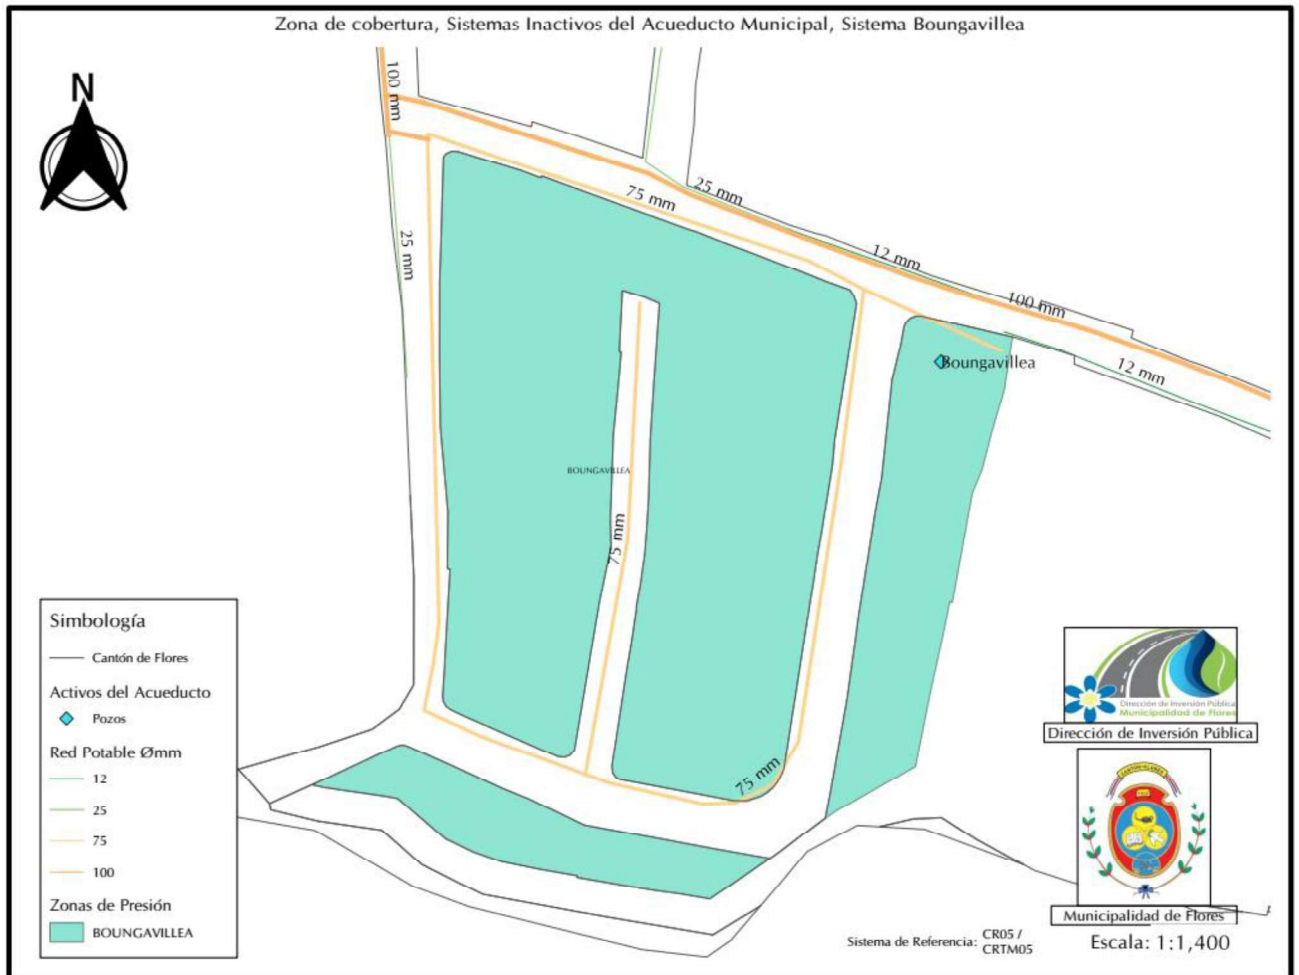 Zona de cobertura, Sistemas Inactivos del Acueducto Municipal, Sistema Boungavillea
N
100 mm
25 mm
75 mm
25 mm
12 mm
100 mm
12 mm
Boungavillea
BOUNGAVILLEA
75 mm
75 mm
Simbología
Cantón de Flores
Activos del Acueducto
Pozos
Red Potable Ømm
12
25
75
100
Zonas de Presión
BOUNGAVILLEA
Dirección de Inversión Pública
Municipalidad de Flores
Dirección de Inversión Pública
Municipalidad de Flores
Sistema de Referencia: CR05 /
CRTM05
Escala: 1:1,400